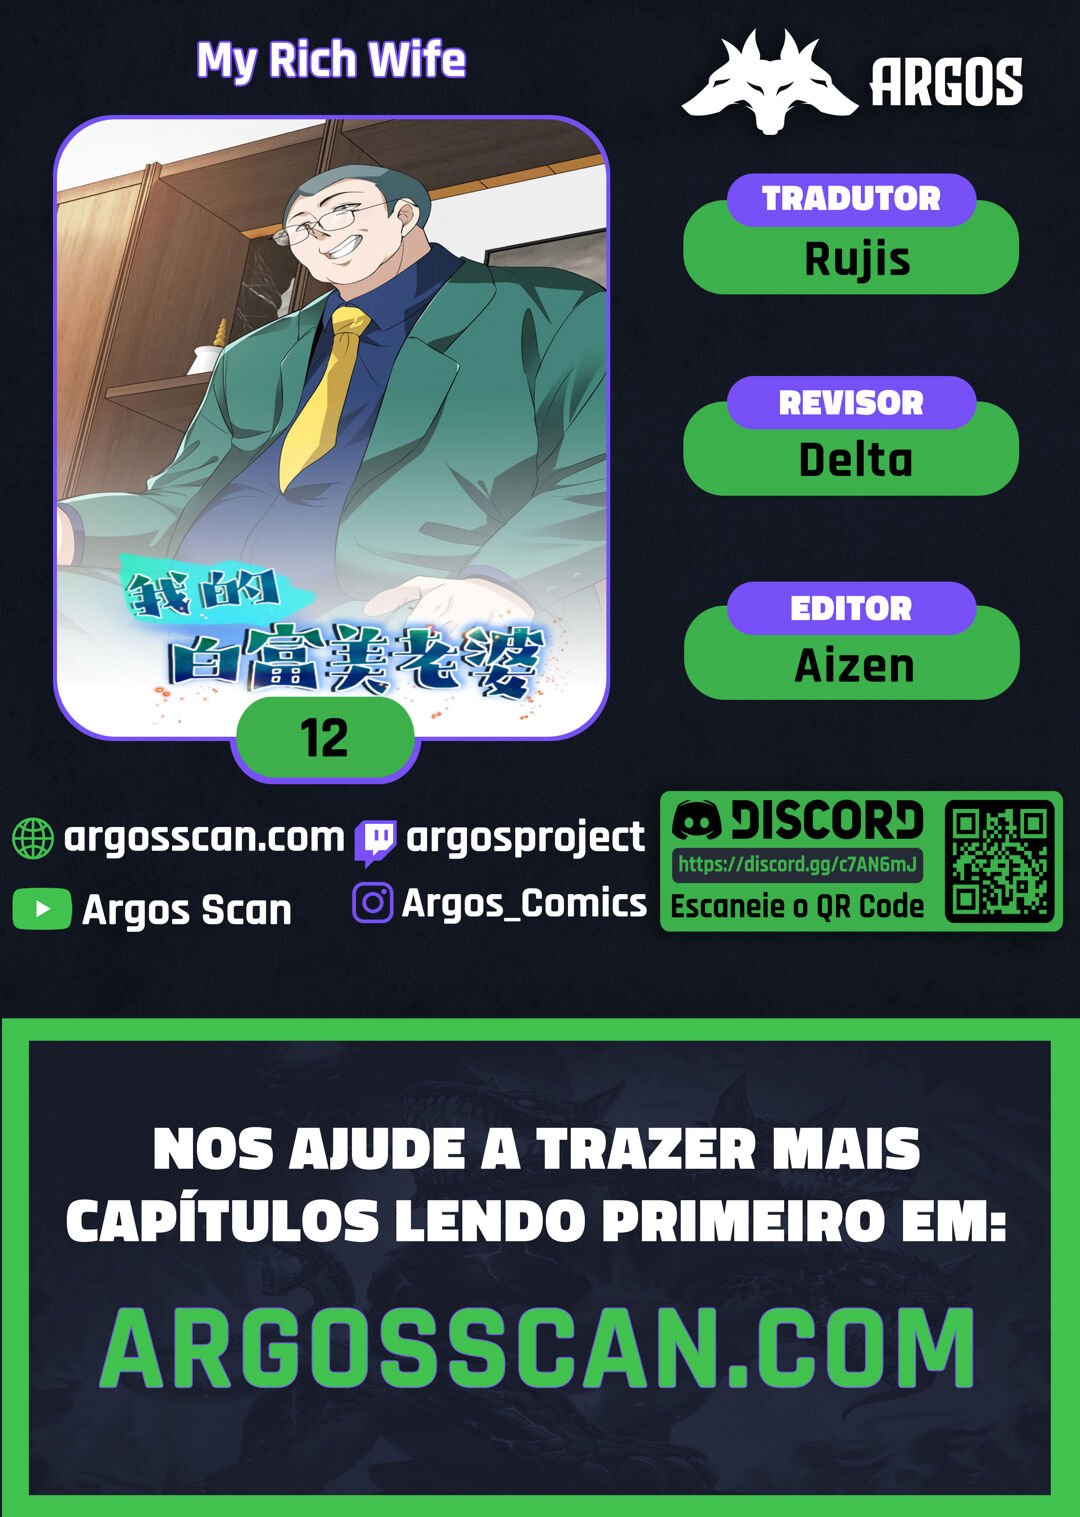 My Rich Wife
ARGOS
TRADUTOR
Rujis
REVISOR
Delta
EDITOR
Aizen
我的
白富美老婆
12
argosscan.com
argosproject
Argos Scan
Argos_Comics
DISCORD
https://discord.gg/c7AN6mJ
Escaneie o QR Code
NOS AJUDE A TRAZER MAIS
CAPÍTULOS LENDO PRIMEIRO EM:
ARGOSSCAN.COM